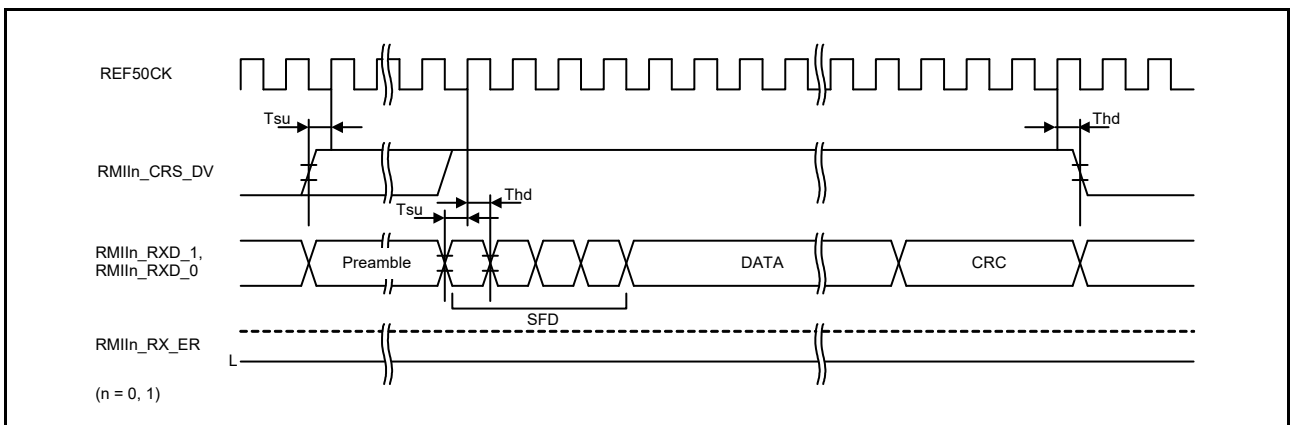 REF50CK
Tsu
Thd
RMIIn_CRS_DV
Thd
Tsu
RMIIn_RXD_1,
RMIIn_RXD_0
Preamble
DATA
CRC
SFD
RMIIn_RX_ER
L
(n = 0, 1)